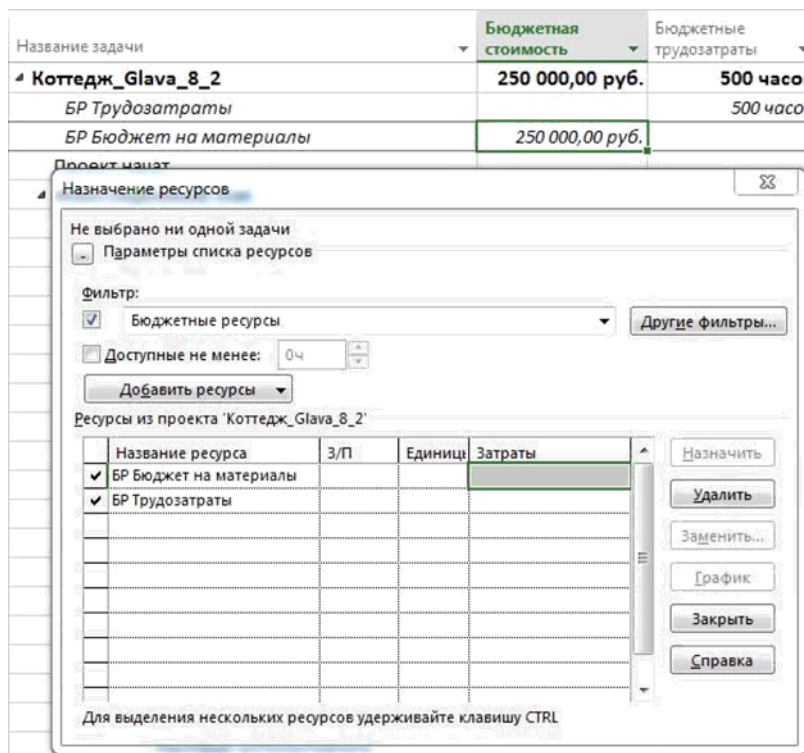 Название задачи
Бюджетная стоимость
Бюджетные трудозатраты
Коттедж_Glava_8_2 250 000,00 руб. 500 часо
БР Трудозатраты 500 часо
БР Бюджет на материалы 250 000,00 руб.
Проект начат
Назначение ресурсов
Не выбрано ни одной задачи
Параметры списка ресурсов
Фильтр:
Бюджетные ресурсы
Другие фильтры...
Доступные не менее: 0ч
Добавить ресурсы
Ресурсы из проекта 'Коттедж_Glava_8_2'
Название ресурса З/П Единицы Затраты
БР Бюджет на материалы
БР Трудозатраты
Назначить
Удалить
Заменить...
График
Закрыть
Справка
Для выделения нескольких ресурсов удерживайте клавишу CTRL